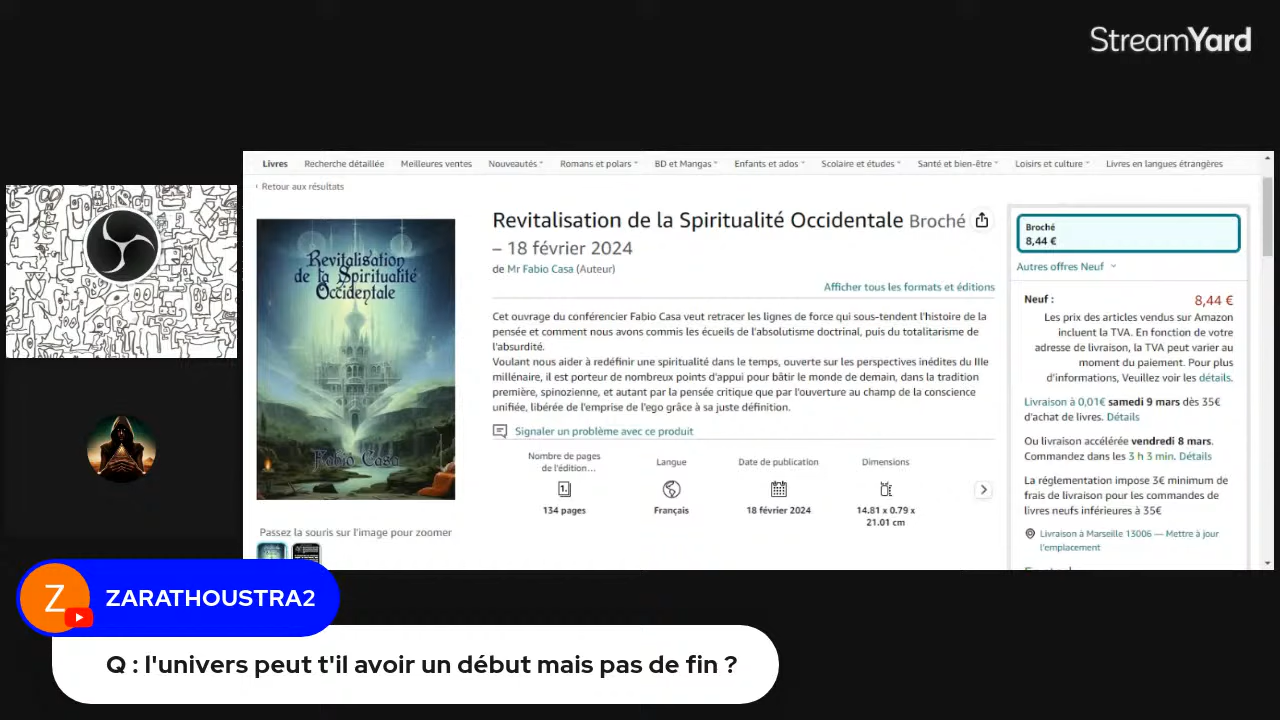 StreamYard
Livres Recherche détaillée Meilleures ventes Nouveautés Romans et polars BD et Mangas Enfants et ados Scolaire et études Santé et bien-être Loisirs et culture Livres en langues étrangères
‹ Retour aux résultats
Revitalisation
de la Spiritualité
Occidentale
Fabio Casa
Passez la souris sur l'image pour zoomer
Revitalisation de la Spiritualité Occidentale Broché
– 18 février 2024
de Mr Fabio Casa (Auteur)
Afficher tous les formats et éditions
Cet ouvrage du conférencier Fabio Casa veut retracer les lignes de force qui sous-tendent l'histoire de la
pensée et comment nous avons commis les écueils de l'absolutisme doctrinal, puis du totalitarisme de
l'absurdité.
Voulant nous aider à redéfinir une spiritualité dans le temps, ouverte sur les perspectives inédites du IIIe
millénaire, il est porteur de nombreux points d'appui pour bâtir le monde de demain, dans la tradition
première, spinozienne, et autant par la pensée critique que par l'ouverture au champ de la conscience
unifiée, libérée de l'emprise de l'ego grâce à sa juste définition.
Signaler un problème avec ce produit
Nombre de pages
de l'édition...
134 pages
Langue
Français
Date de publication
18 février 2024
Dimensions
14.81 x 0.79 x
21.01 cm
Broché
8,44 €
Autres offres Neuf
Neuf : 8,44 €
Les prix des articles vendus sur Amazon
incluent la TVA. En fonction de votre
adresse de livraison, la TVA peut varier au
moment du paiement. Pour plus
d'informations, Veuillez voir les détails.
Livraison à 0,01€ samedi 9 mars dès 35€
d'achat de livres. Détails
Ou livraison accélérée vendredi 8 mars.
Commandez dans les 3 h 3 min. Détails
La réglementation impose 3€ minimum de
frais de livraison pour les commandes de
livres neufs inférieures à 35€
Livraison à Marseille 13006 — Mettre à jour
l'emplacement
Z
ZARATHOUSTRA2
Q : l'univers peut t'il avoir un début mais pas de fin ?